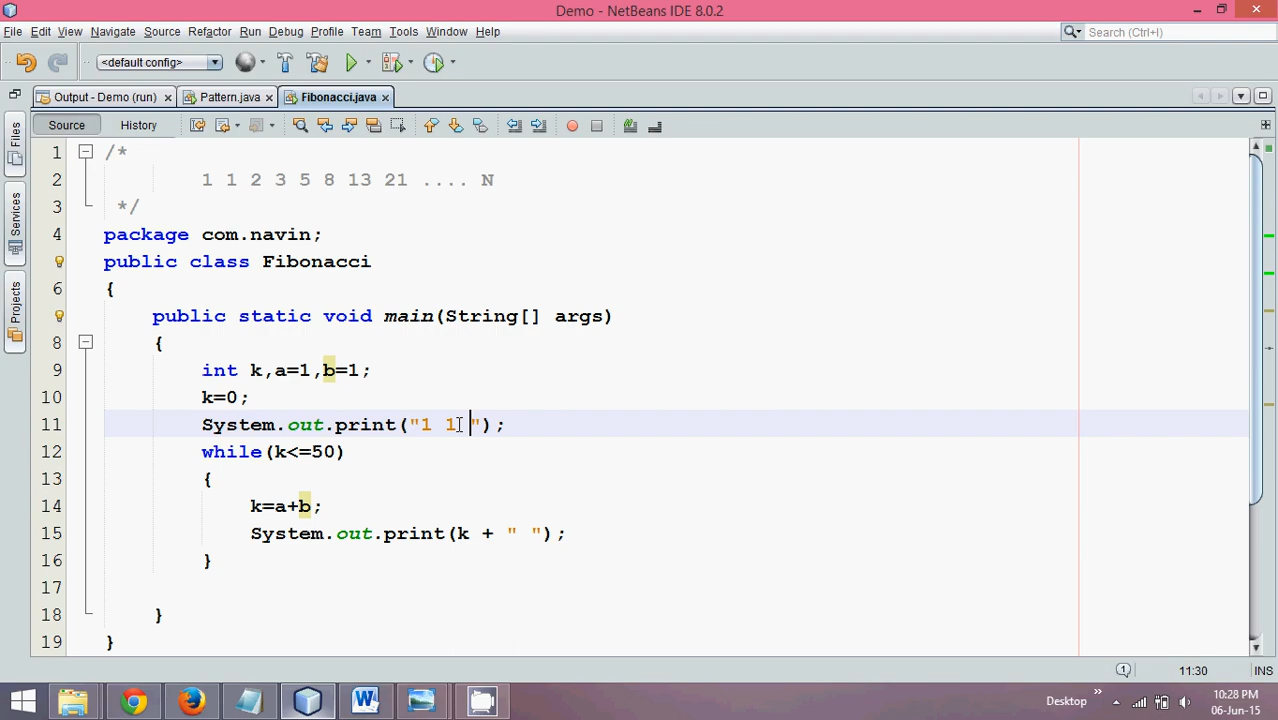 Demo - NetBeans IDE 8.0.2
File Edit View Navigate Source Refactor Run Debug Profile Team Tools Window Help
Search (Ctrl+I)
<default config>
Output - Demo (run) Pattern.java Fibonacci.java
Source History
Files
Services
Projects
1 /*
2 1 1 2 3 5 8 13 21 .... N
3 */
4 package com.navin;
public class Fibonacci
6 {
public static void main(String[] args)
8 {
9 int k,a=1,b=1;
10 k=0;
11 System.out.print("1 1 ");
12 while(k<=50)
13 {
14 k=a+b;
15 System.out.print(k + " ");
16 }
17
18 }
19 }
1 11:30 INS
Desktop
10:28 PM
06-Jun-15